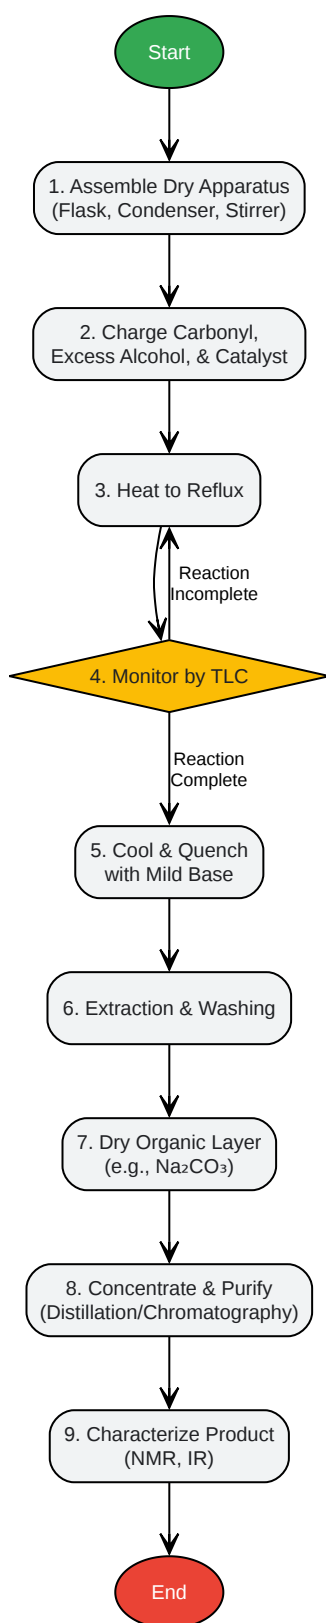 Start
1. Assemble Dry Apparatus
(Flask, Condenser, Stirrer)
2. Charge Carbonyl,
Excess Alcohol, & Catalyst
3. Heat to Reflux
Reaction
Incomplete
4. Monitor by TLC
Reaction
Complete
5. Cool & Quench
with Mild Base
6. Extraction & Washing
7. Dry Organic Layer
(e.g., Na₂CO₃)
8. Concentrate & Purify
(Distillation/Chromatography)
9. Characterize Product
(NMR, IR)
End